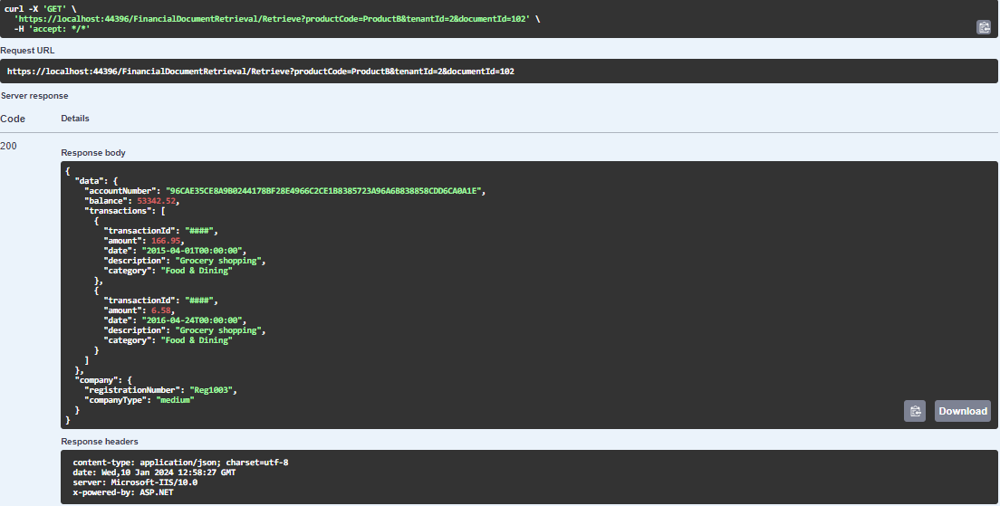 curl -X 'GET' \
  'https://localhost:44396/FinancialDocumentRetrieval/Retrieve?productCode=ProductB&tenantId=2&documentId=102' \
  -H 'accept: */*'
Request URL
https://localhost:44396/FinancialDocumentRetrieval/Retrieve?productCode=ProductB&tenantId=2&documentId=102
Server response
Code Details
200
Response body
{
  "data": {
    "accountNumber": "96CAE35CE8A9B0244178BF28E4966C2CE1B8385723A96A6B838858CDD6CA0A1E",
    "balance": 53342.52,
    "transactions": [
      {
        "transactionId": "####",
        "amount": 166.95,
        "date": "2015-04-01T00:00:00",
        "description": "Grocery shopping",
        "category": "Food & Dining"
      },
      {
        "transactionId": "####",
        "amount": 6.58,
        "date": "2016-04-24T00:00:00",
        "description": "Grocery shopping",
        "category": "Food & Dining"
      }
    ]
  },
  "company": {
    "registrationNumber": "Reg1003",
    "companyType": "medium"
  }
}
Download
Response headers
content-type: application/json; charset=utf-8
date: Wed,10 Jan 2024 12:58:27 GMT
server: Microsoft-IIS/10.0
x-powered-by: ASP.NET